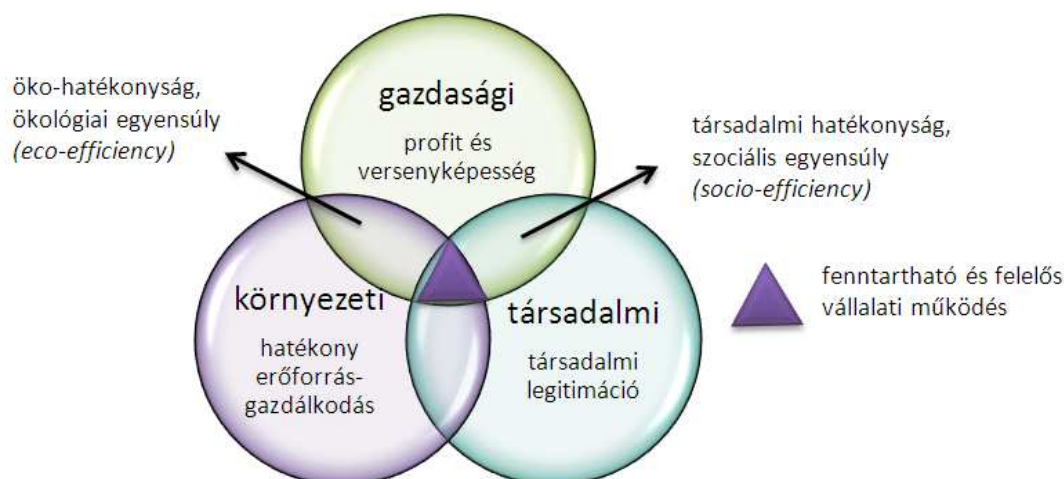 öko-hatékonyság,
ökológiai egyensúly
(eco-efficiency)
gazdasági
profit és
versenyképesség
társadalmi hatékonyság,
szociális egyensúly
(socio-efficiency)
környezeti
hatékony
erőforrás-
gazdálkodás
társadalmi
társadalmi
legitimáció
fenntartható és felelős
vállalati működés